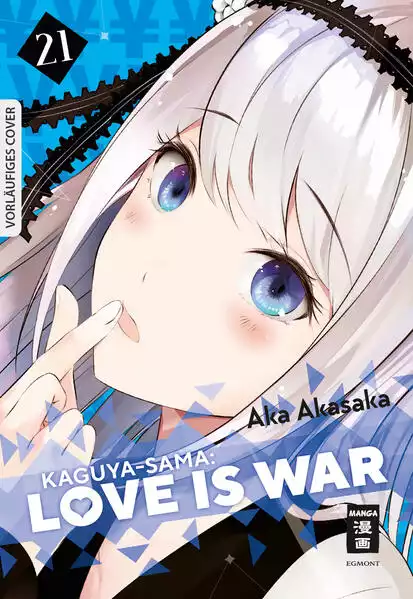 21
VORLÄUFIGES COVER
Aka Akasaka
KAGUYA-SAMA:
LOVE IS WAR
MANGA
漫画
EGMONT